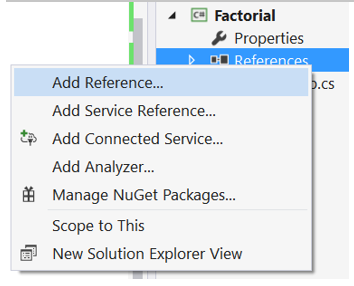 C#
Factorial
Properties
References
Add Reference...
Add Service Reference...
Add Connected Service...
Add Analyzer...
Manage NuGet Packages...
Scope to This
New Solution Explorer View